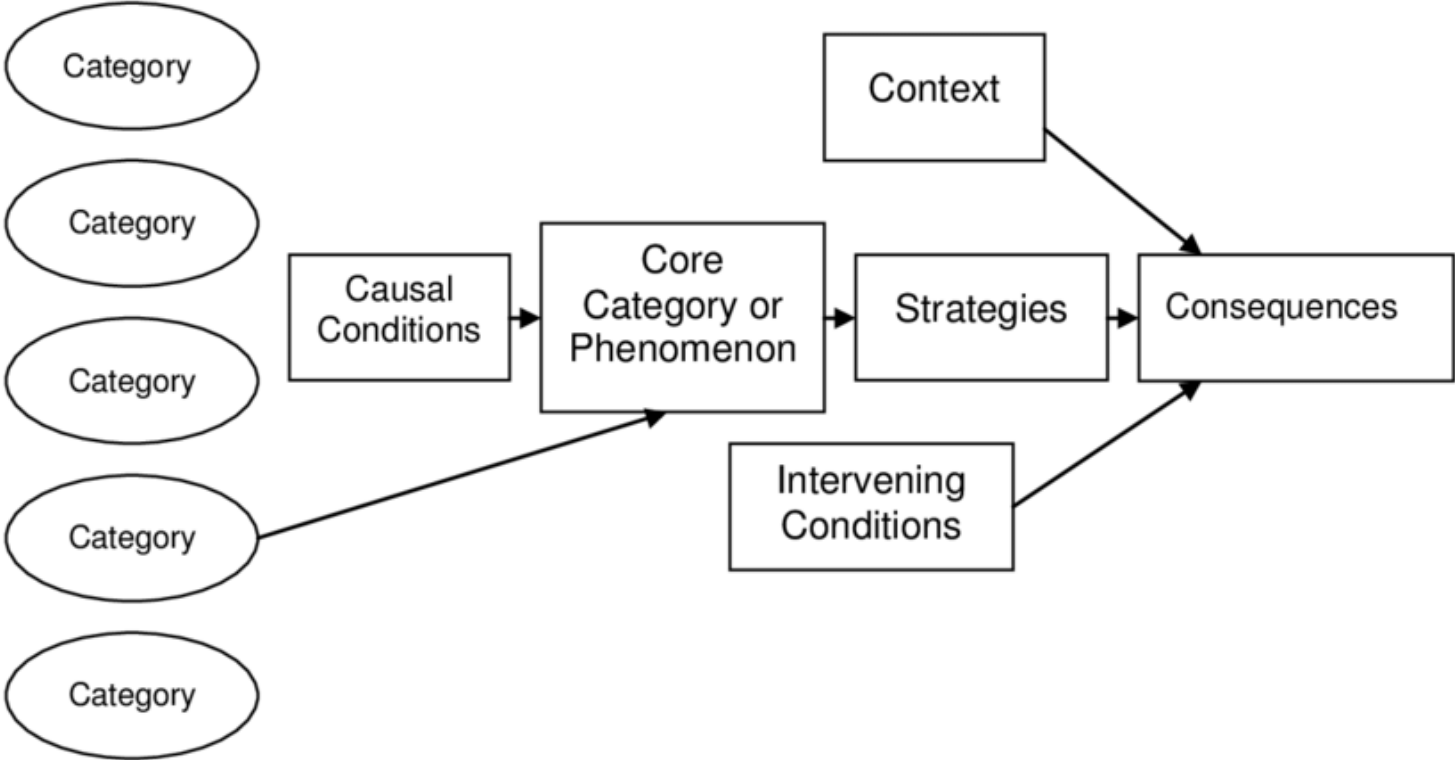 Category
Category
Category
Category
Category
Causal
Conditions
Core
Category or
Phenomenon
Context
Strategies
Intervening
Conditions
Consequences